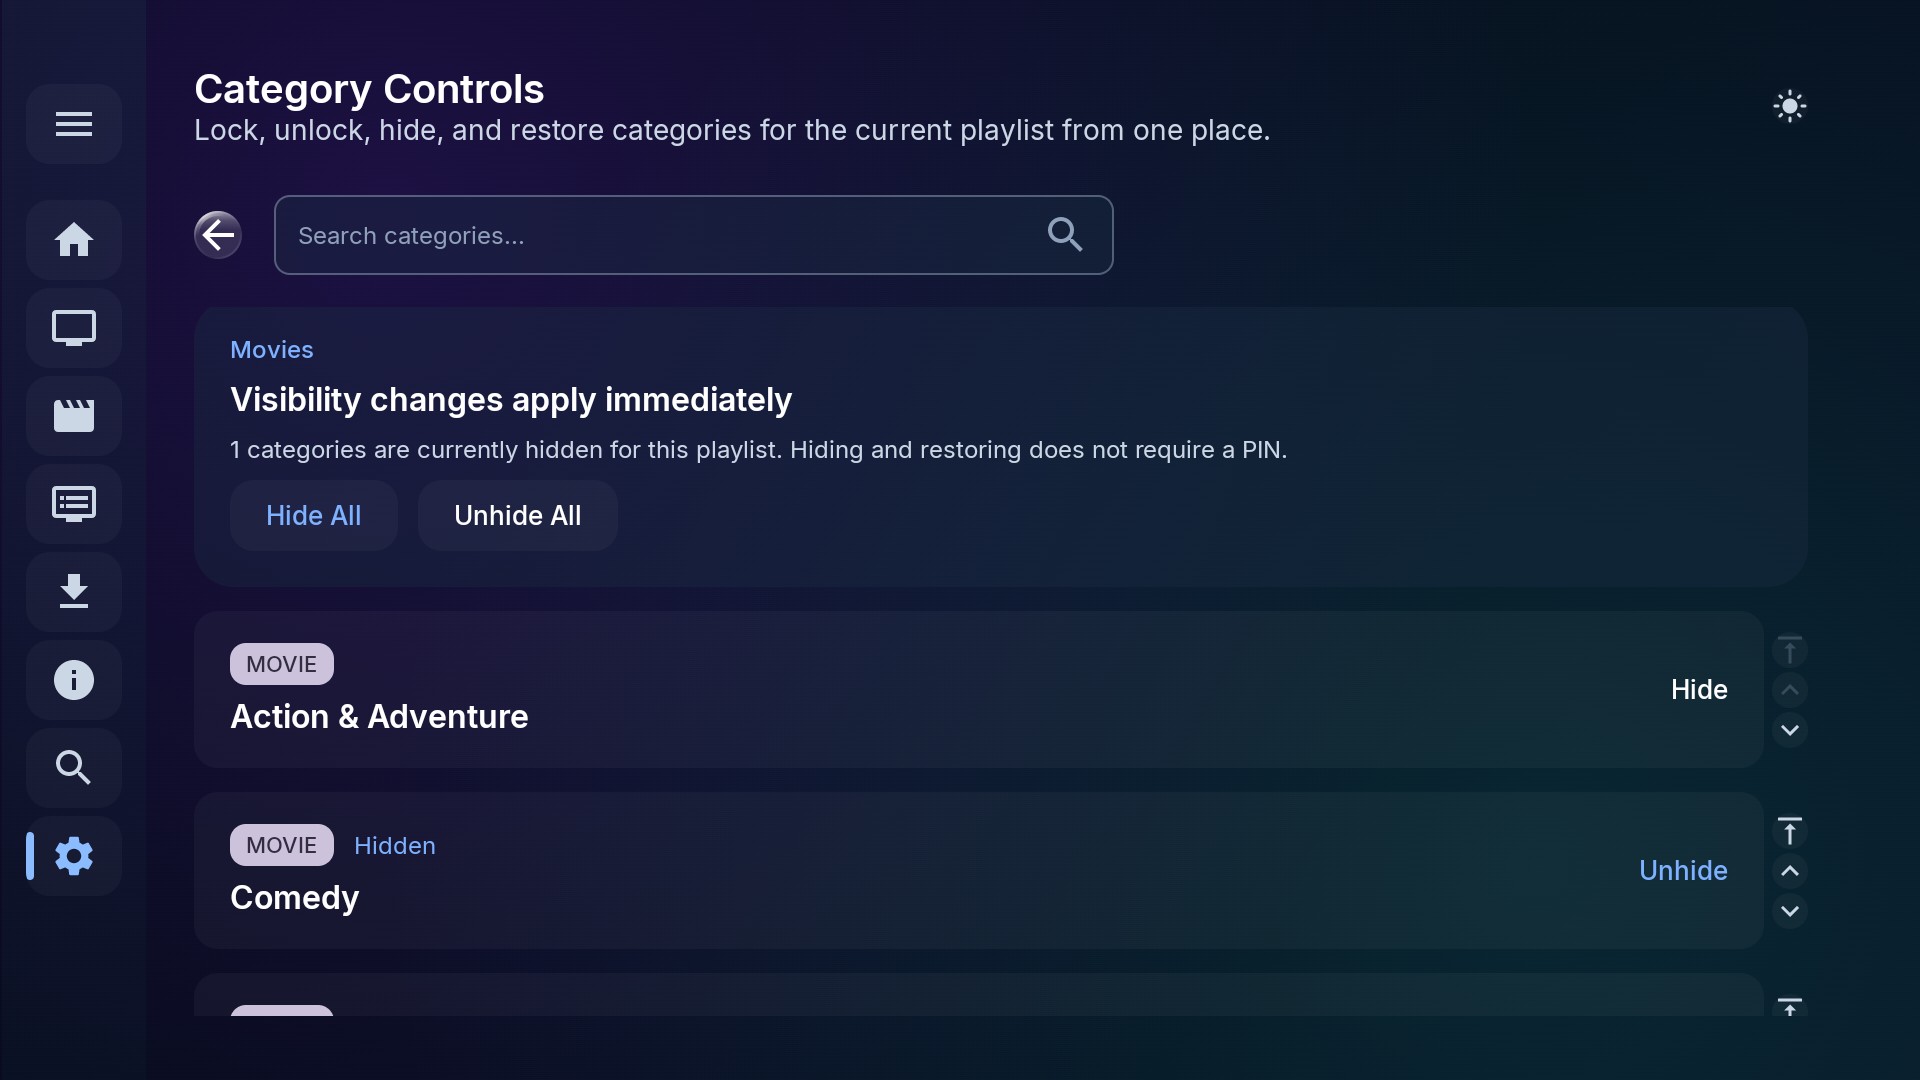 Category Controls
Lock, unlock, hide, and restore categories for the current playlist from one place.
Search categories...
Movies
Visibility changes apply immediately
1 categories are currently hidden for this playlist. Hiding and restoring does not require a PIN.
Hide All
Unhide All
MOVIE
Action & Adventure
Hide
MOVIE
Hidden
Comedy
Unhide